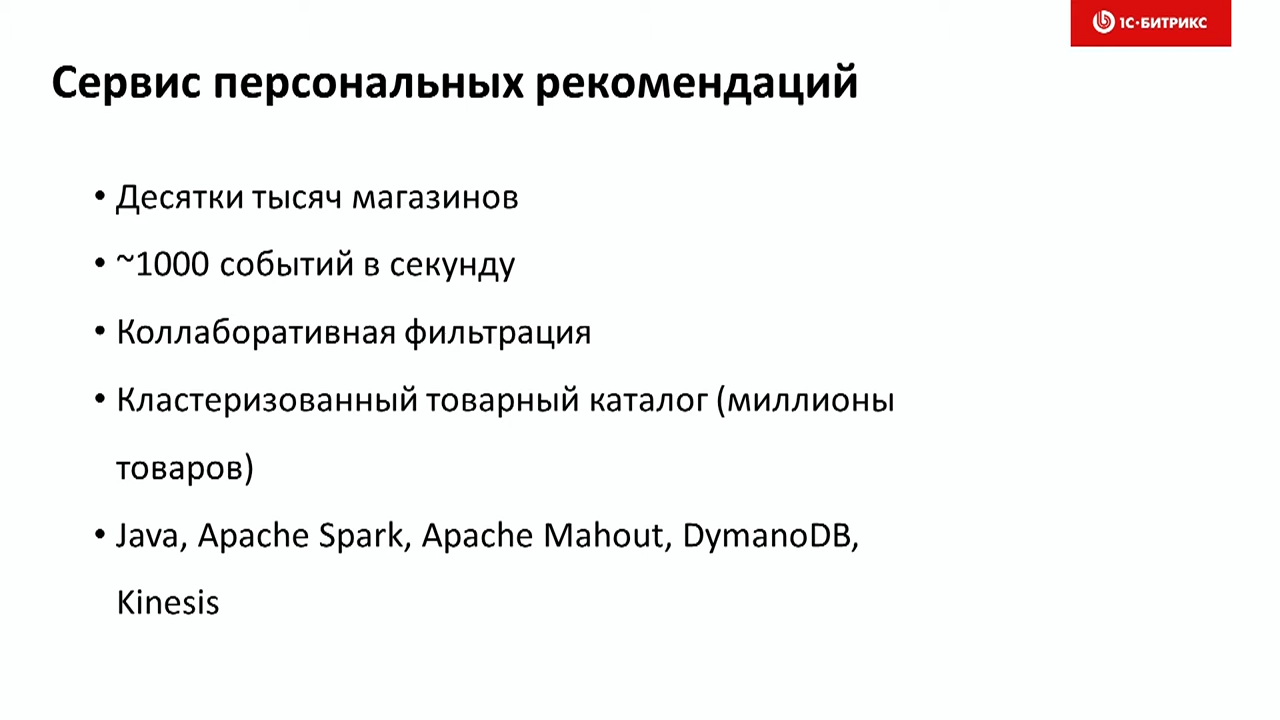 1С-БИТРИКС
Сервис персональных рекомендаций
• Десятки тысяч магазинов
• ~1000 событий в секунду
• Коллаборативная фильтрация
• Кластеризованный товарный каталог (миллионы
товаров)
• Java, Apache Spark, Apache Mahout, DymanoDB,
Kinesis